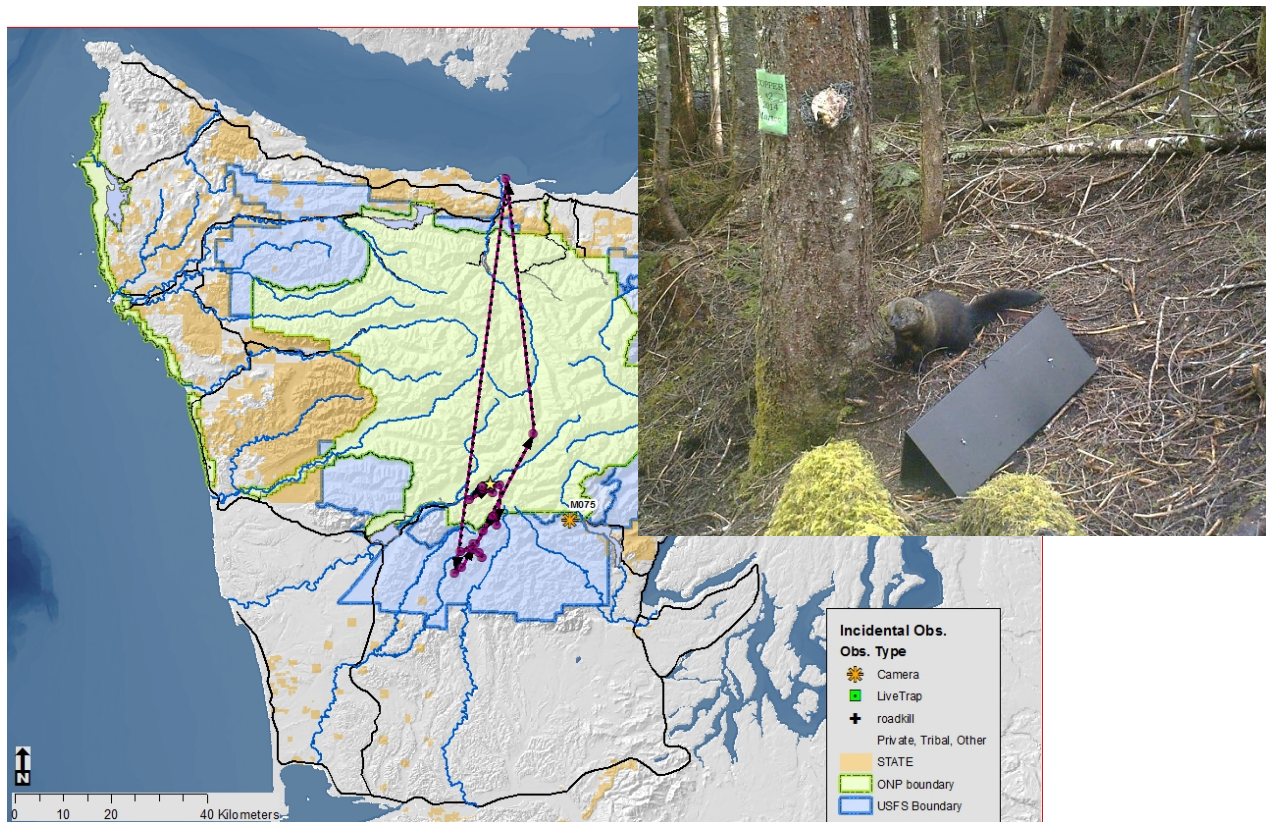 M075
Incidental Obs.
Obs. Type
Camera
LiveTrap
roadkill
Private, Tribal, Other
STATE
ONP boundary
USFS Boundary
N
0 10 20 40 Kilometers